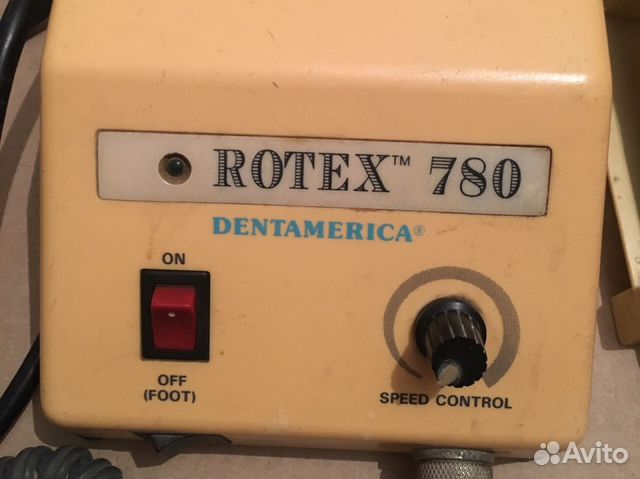 ROTEX™ 780
DENTAMERICA®
ON
OFF
(FOOT)
SPEED CONTROL
Avito